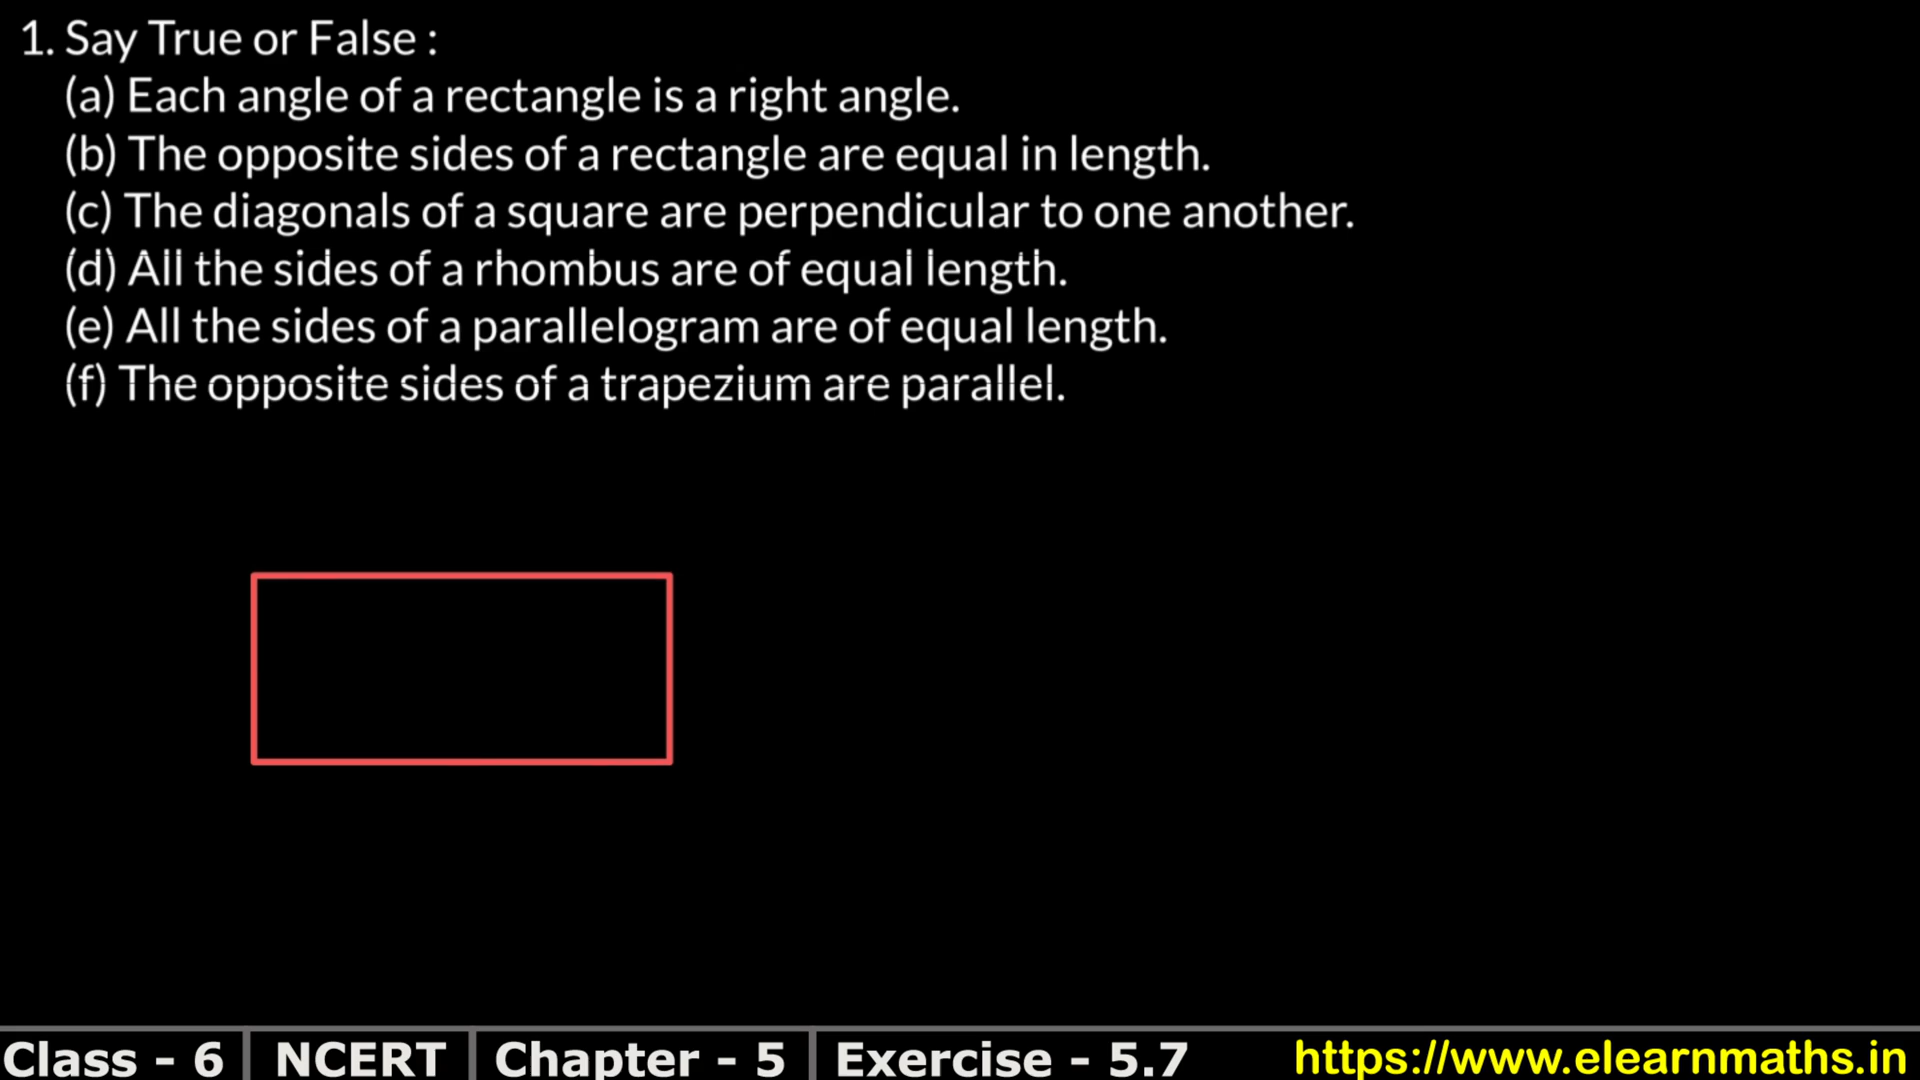 1. Say True or False :
(a) Each angle of a rectangle is a right angle.
(b) The opposite sides of a rectangle are equal in length.
(c) The diagonals of a square are perpendicular to one another.
(d) All the sides of a rhombus are of equal length.
(e) All the sides of a parallelogram are of equal length.
(f) The opposite sides of a trapezium are parallel.
Class - 6 NCERT Chapter - 5 Exercise - 5.7 https://www.elearnmaths.in